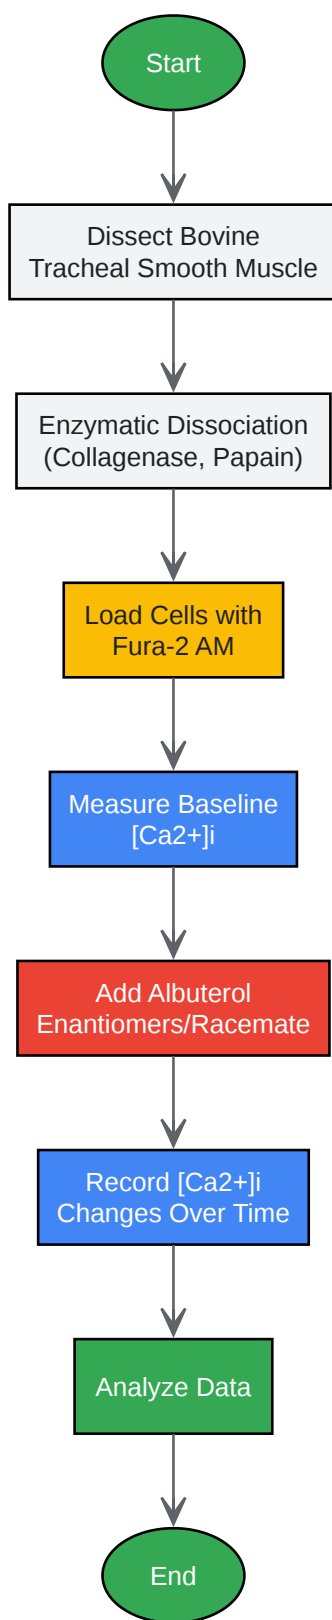 Start
Dissect Bovine
Tracheal Smooth Muscle
Enzymatic Dissociation
(Collagenase, Papain)
Load Cells with
Fura-2 AM
Measure Baseline
[Ca2+]i
Add Albuterol
Enantiomers/Racemate
Record [Ca2+]i
Changes Over Time
Analyze Data
End